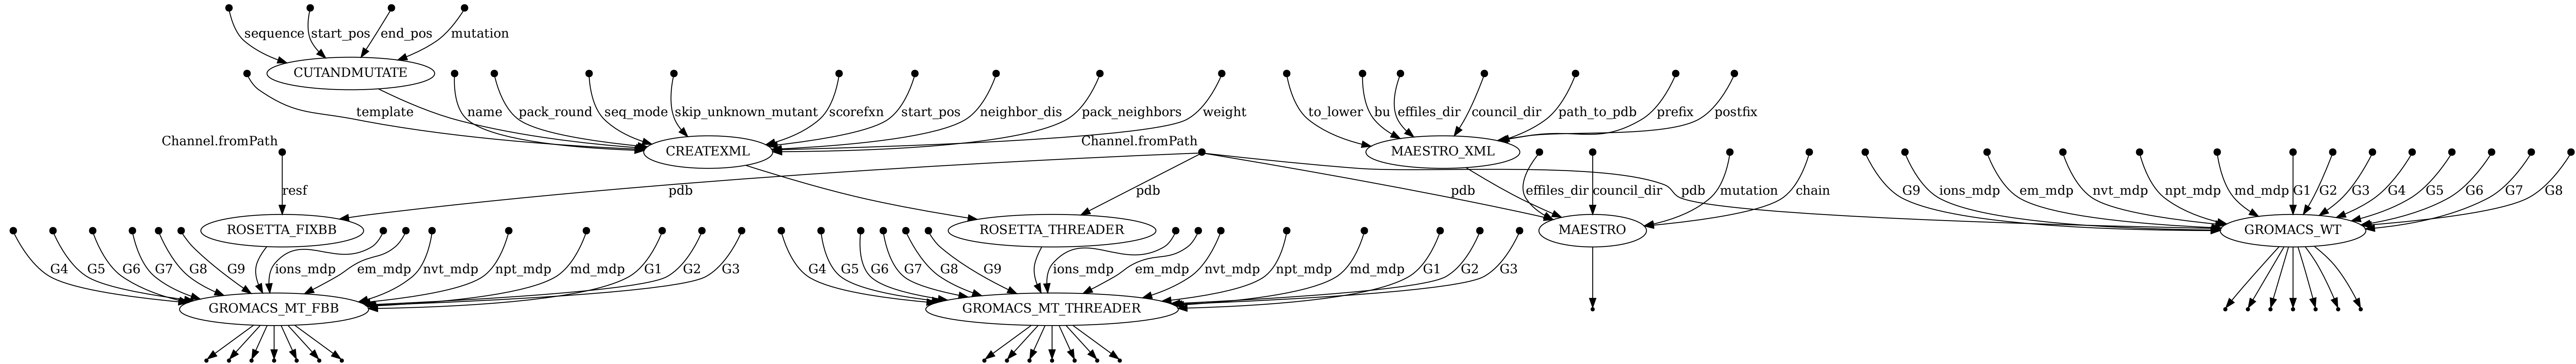 sequence start_pos end_pos mutation
CUTANDMUTATE
template name pack_round seq_mode skip_unknown_mutant scorefxn start_pos neighbor_dis pack_neighbors weight to_lower bu effiles_dir council_dir path_to_pdb prefix postfix
Channel.fromPath Channel.fromPath
CREATEXML MAESTRO_XML
resf pdb pdb pdb effiles_dir council_dir pdb mutation chain G9 ions_mdp em_mdp nvt_mdp npt_mdp md_mdp G1 G2 G3 G4 G5 G6 G7 G8
ROSETTA_FIXBB ROSETTA_THREADER MAESTRO GROMACS_WT
G4 G5 G6 G7 G8 G9 ions_mdp em_mdp nvt_mdp npt_mdp md_mdp G1 G2 G3 G4 G5 G6 G7 G8 G9 ions_mdp em_mdp nvt_mdp npt_mdp md_mdp G1 G2 G3
GROMACS_MT_FBB GROMACS_MT_THREADER